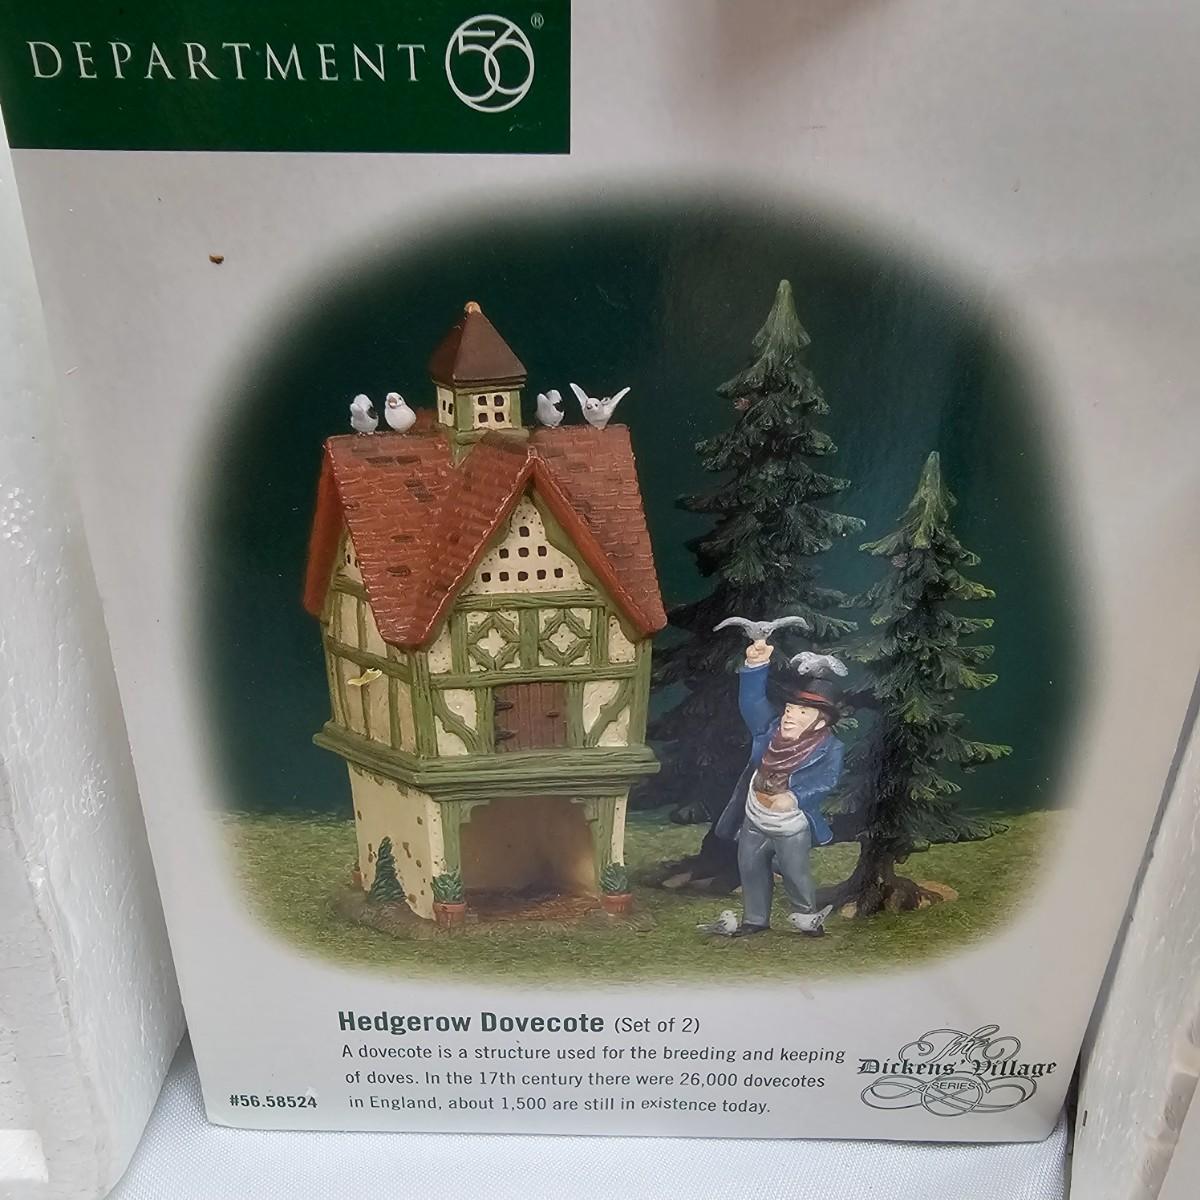 DEPARTMENT 56®
Hedgerow Dovecote (Set of 2)
A dovecote is a structure used for the breeding and keeping
of doves. In the 17th century there were 26,000 dovecotes
in England, about 1,500 are still in existence today.
#56.58524
The
Dickens' Village
SERIES